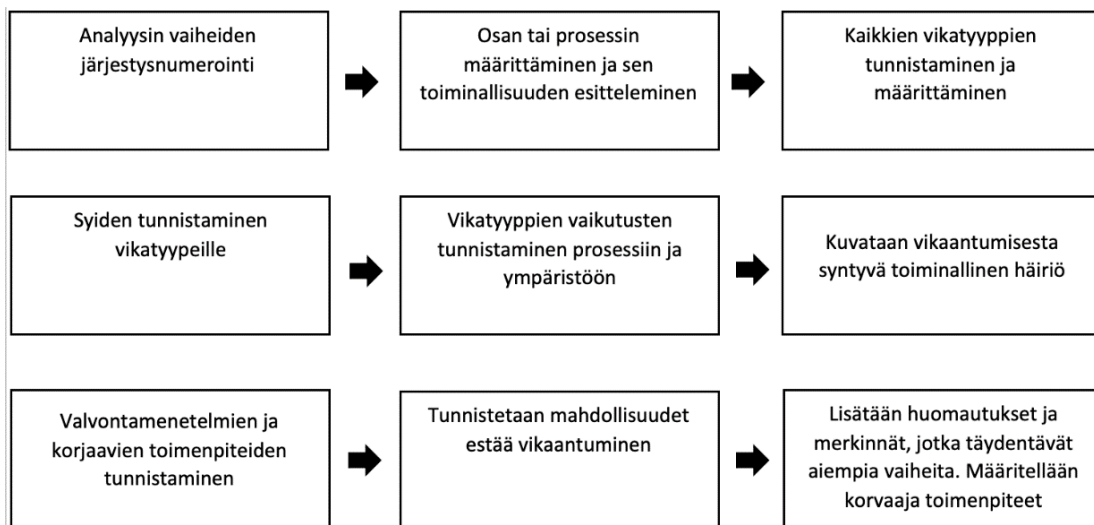 Analyysin vaiheiden
järjestysnumerointi
Osan tai prosessin
määrittäminen ja sen
toiminallisuuden esitteleminen
Kaikkien vikatyyppien
tunnistaminen ja
määrittäminen
Syiden tunnistaminen
vikatyypeille
Vikatyyppien vaikutusten
tunnistaminen prosessiin ja
ympäristöön
Kuvataan vikaantumisesta
syntyvä toiminallinen häiriö
Valvontamenetelmien ja
korjaavien toimenpiteiden
tunnistaminen
Tunnistetaan mahdollisuudet
estää vikaantuminen
Lisätään huomautukset ja
merkinnät, jotka täydentävät
aiempia vaiheita. Määritellään
korvaaja toimenpiteet